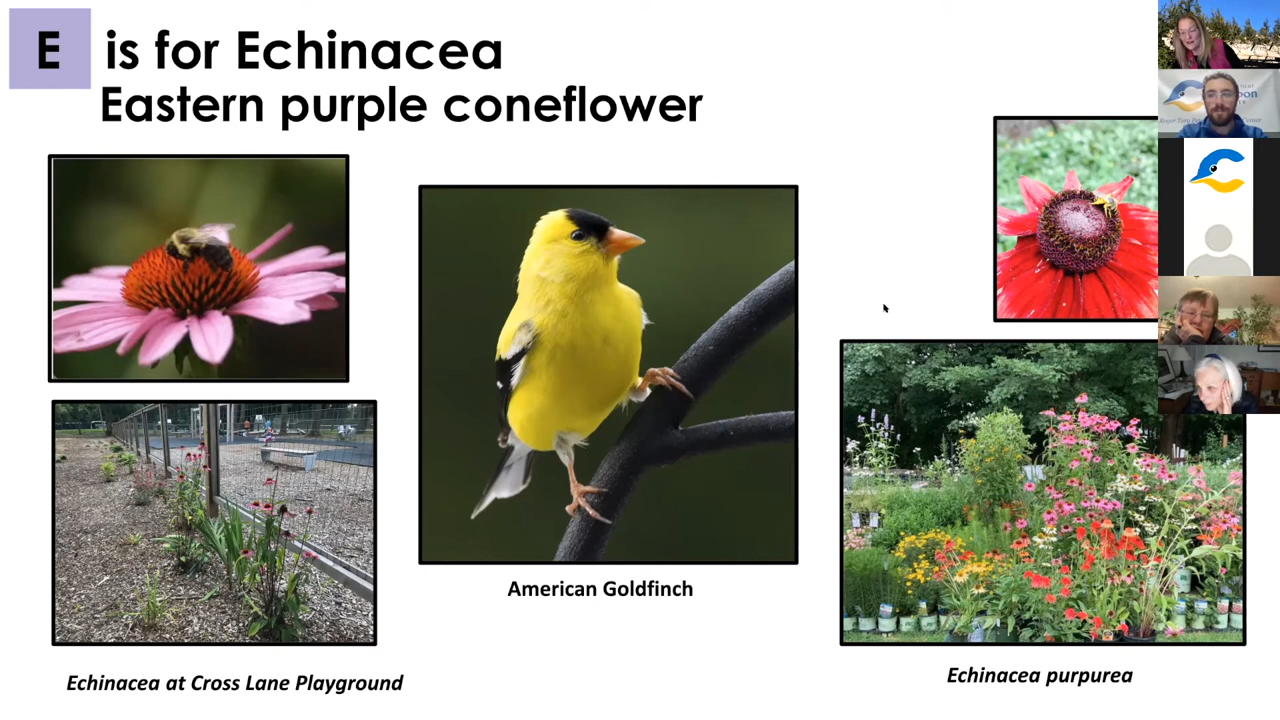 E is for Echinacea
Eastern purple coneflower
American Goldfinch
Echinacea at Cross Lane Playground
Echinacea purpurea